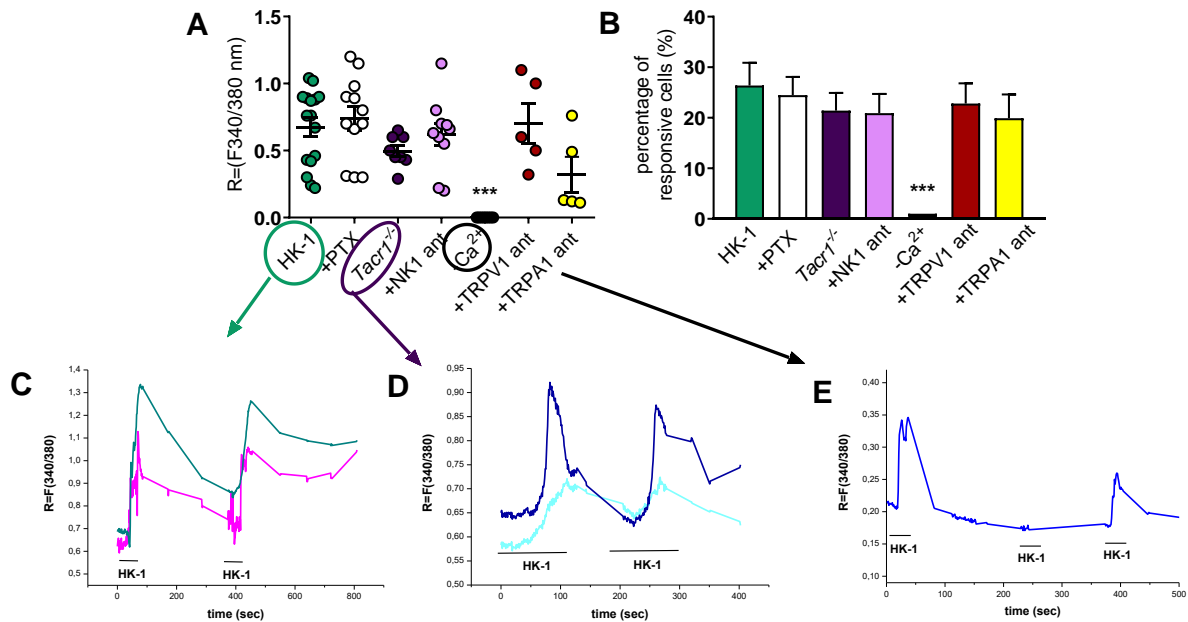 A
R=(F340/380 nm)
1.5
1.0
0.5
0.0
***
HK-1
+PTX
Tacr1-/-
+NK1 ant
-Ca2+
+TRPV1 ant
+TRPA1 ant
B
percentage of
responsive cells (%)
40
30
20
10
0
***
HK-1
+PTX
Tacr1-/-
+NK1 ant
-Ca2+
+TRPV1 ant
+TRPA1 ant
C
R=F(340/380)
1,4
1,3
1,2
1,1
1,0
0,9
0,8
0,7
0,6
0,5
HK-1
HK-1
0 200 400 600 800
time (sec)
D
R=F(340/380)
0,95
0,90
0,85
0,80
0,75
0,70
0,65
0,60
0,55
0,50
HK-1
HK-1
0 100 200 300 400
time (sec)
E
R=F(340/380)
0,40
0,35
0,30
0,25
0,20
0,15
0,10
HK-1
HK-1
HK-1
0 100 200 300 400 500
time (sec)